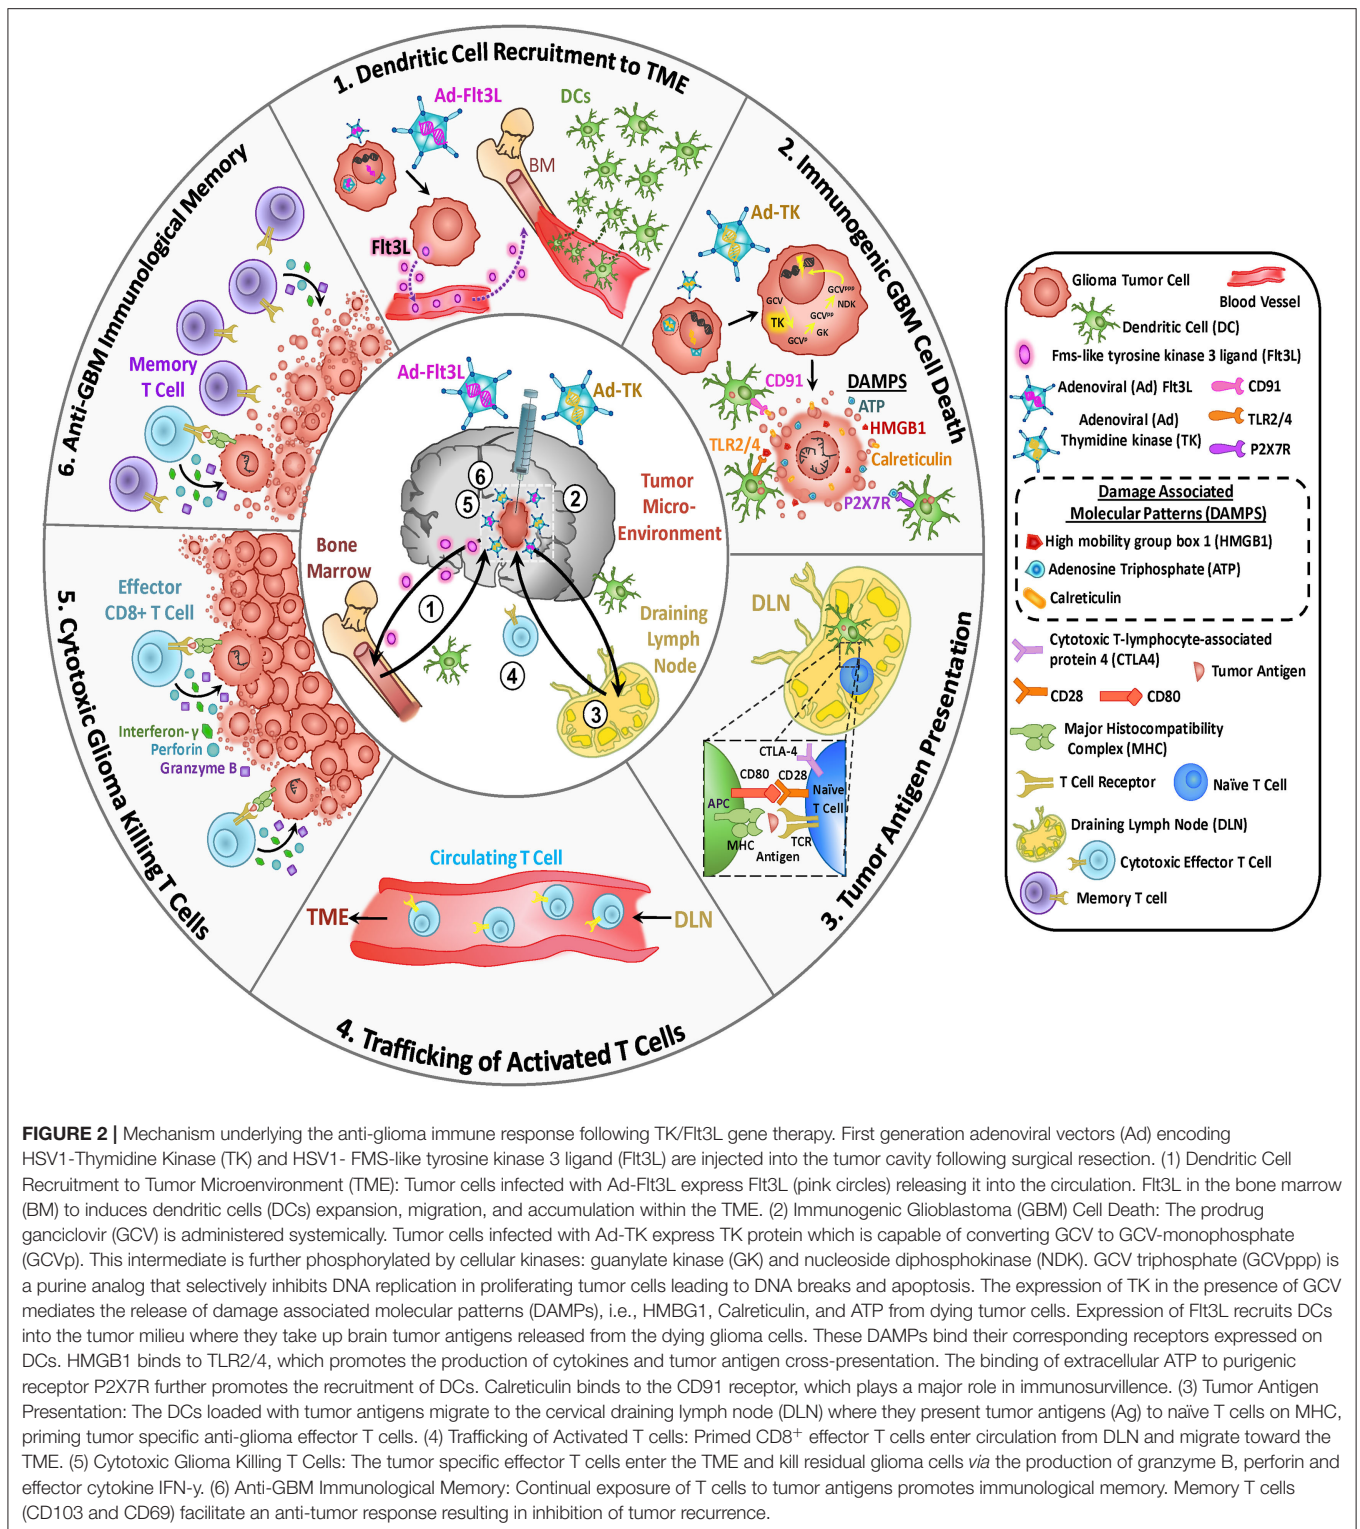 1. Dendritic Cell Recruitment to TME
Ad-Flt3L
DCs
BM
Flt3L
2. Immunogenic GBM Cell Death
Ad-TK
GCV
TK
GCVP
GK
GCVPP
NDK
GCVPPP
CD91
DAMPS
ATP
HMGB1
Calreticulin
TLR2/4
P2X7R
6. Anti-GBM Immunological Memory
Memory
T Cell
Ad-Flt3L
Ad-TK
6
5
2
Tumor
Micro-
Environment
Bone
Marrow
1
4
3
Draining
Lymph
Node
5. Cytotoxic Glioma Killing T Cells
Effector
CD8+ T Cell
Interferon-γ
Perforin
Granzyme B
3. Tumor Antigen Presentation
DLN
CTLA-4
CD80
CD28
APC
Naïve
T Cell
MHC
TCR
Antigen
4. Trafficking of Activated T Cells
Circulating T Cell
TME
DLN
Glioma Tumor Cell
Blood Vessel
Dendritic Cell (DC)
Fms-like tyrosine kinase 3 ligand (Flt3L)
Adenoviral (Ad) Flt3L
CD91
Adenoviral (Ad)
Thymidine kinase (TK)
TLR2/4
P2X7R
Damage Associated
Molecular Patterns (DAMPS)
High mobility group box 1 (HMGB1)
Adenosine Triphosphate (ATP)
Calreticulin
Cytotoxic T-lymphocyte-associated
protein 4 (CTLA4)
Tumor Antigen
CD28
CD80
Major Histocompatibility
Complex (MHC)
T Cell Receptor
Naïve T Cell
Draining Lymph Node (DLN)
Cytotoxic Effector T Cell
Memory T cell
FIGURE 2 | Mechanism underlying the anti-glioma immune response following TK/Flt3L gene therapy. First generation adenoviral vectors (Ad) encoding
HSV1-Thymidine Kinase (TK) and HSV1- FMS-like tyrosine kinase 3 ligand (Flt3L) are injected into the tumor cavity following surgical resection. (1) Dendritic Cell
Recruitment to Tumor Microenvironment (TME): Tumor cells infected with Ad-Flt3L express Flt3L (pink circles) releasing it into the circulation. Flt3L in the bone marrow
(BM) to induces dendritic cells (DCs) expansion, migration, and accumulation within the TME. (2) Immunogenic Glioblastoma (GBM) Cell Death: The prodrug
ganciclovir (GCV) is administered systemically. Tumor cells infected with Ad-TK express TK protein which is capable of converting GCV to GCV-monophosphate
(GCVp). This intermediate is further phosphorylated by cellular kinases: guanylate kinase (GK) and nucleoside diphosphokinase (NDK). GCV triphosphate (GCVppp) is
a purine analog that selectively inhibits DNA replication in proliferating tumor cells leading to DNA breaks and apoptosis. The expression of TK in the presence of GCV
mediates the release of damage associated molecular patterns (DAMPs), i.e., HMBG1, Calreticulin, and ATP from dying tumor cells. Expression of Flt3L recruits DCs
into the tumor milieu where they take up brain tumor antigens released from the dying glioma cells. These DAMPs bind their corresponding receptors expressed on
DCs. HMGB1 binds to TLR2/4, which promotes the production of cytokines and tumor antigen cross-presentation. The binding of extracellular ATP to purigenic
receptor P2X7R further promotes the recruitment of DCs. Calreticulin binds to the CD91 receptor, which plays a major role in immunosurvillence. (3) Tumor Antigen
Presentation: The DCs loaded with tumor antigens migrate to the cervical draining lymph node (DLN) where they present tumor antigens (Ag) to naïve T cells on MHC,
priming tumor specific anti-glioma effector T cells. (4) Trafficking of Activated T cells: Primed CD8+ effector T cells enter circulation from DLN and migrate toward the
TME. (5) Cytotoxic Glioma Killing T Cells: The tumor specific effector T cells enter the TME and kill residual glioma cells via the production of granzyme B, perforin and
effector cytokine IFN-γ. (6) Anti-GBM Immunological Memory: Continual exposure of T cells to tumor antigens promotes immunological memory. Memory T cells
(CD103 and CD69) facilitate an anti-tumor response resulting in inhibition of tumor recurrence.